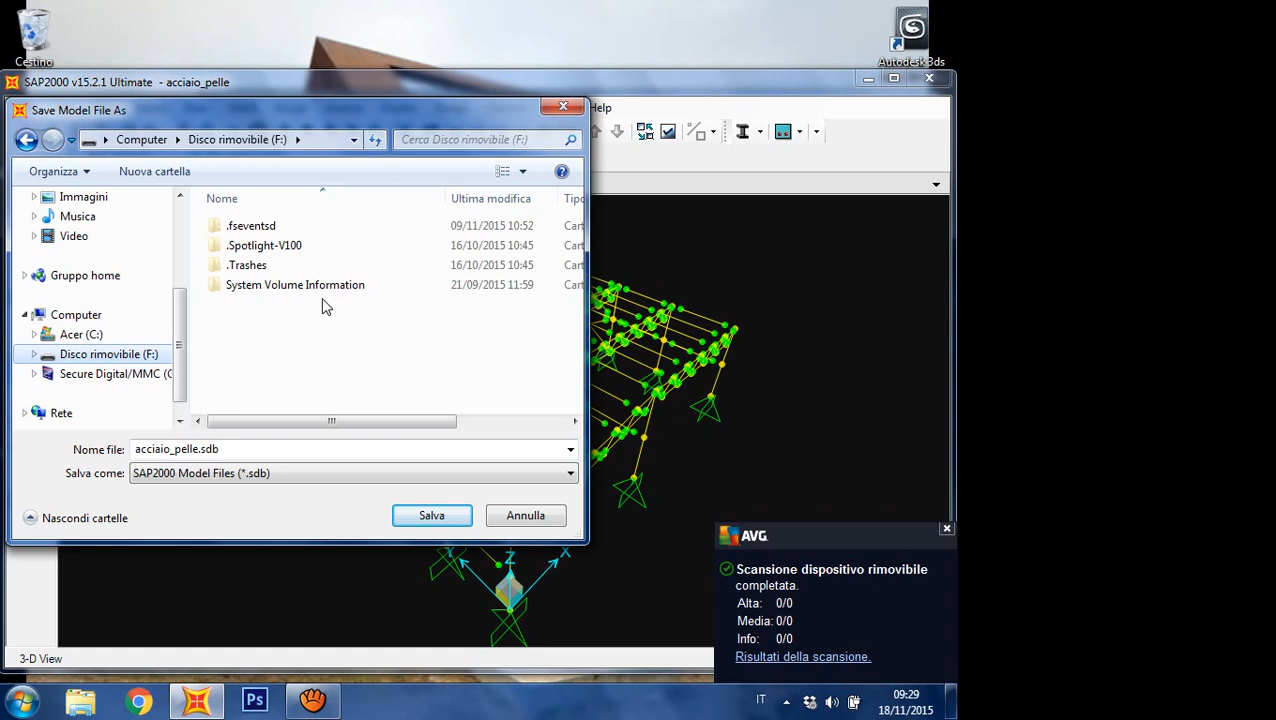 Cestino
Autodesk 3ds
SAP2000 v15.2.1 Ultimate - acciaio_pelle
Save Model File As
Help
Computer
Disco rimovibile (F:)
Cerca Disco rimovibile (F:)
Organizza
Nuova cartella
Immagini
Musica
Video
Gruppo home
Computer
Acer (C:)
Disco rimovibile (F:)
Secure Digital/MMC (
Rete
Nome
Ultima modifica
Tipo
.fseventsd
09/11/2015 10:52
Cart
.Spotlight-V100
16/10/2015 10:45
Cart
.Trashes
16/10/2015 10:45
Cart
System Volume Information
21/09/2015 11:59
Cart
Nome file:
acciaio_pelle.sdb
Salva come:
SAP2000 Model Files (*.sdb)
Nascondi cartelle
Salva
Annulla
Z
X
3-D View
AVG
Scansione dispositivo rimovibile
completata.
Alta: 0/0
Media: 0/0
Info: 0/0
Risultati della scansione.
Ps
IT
09:29
18/11/2015